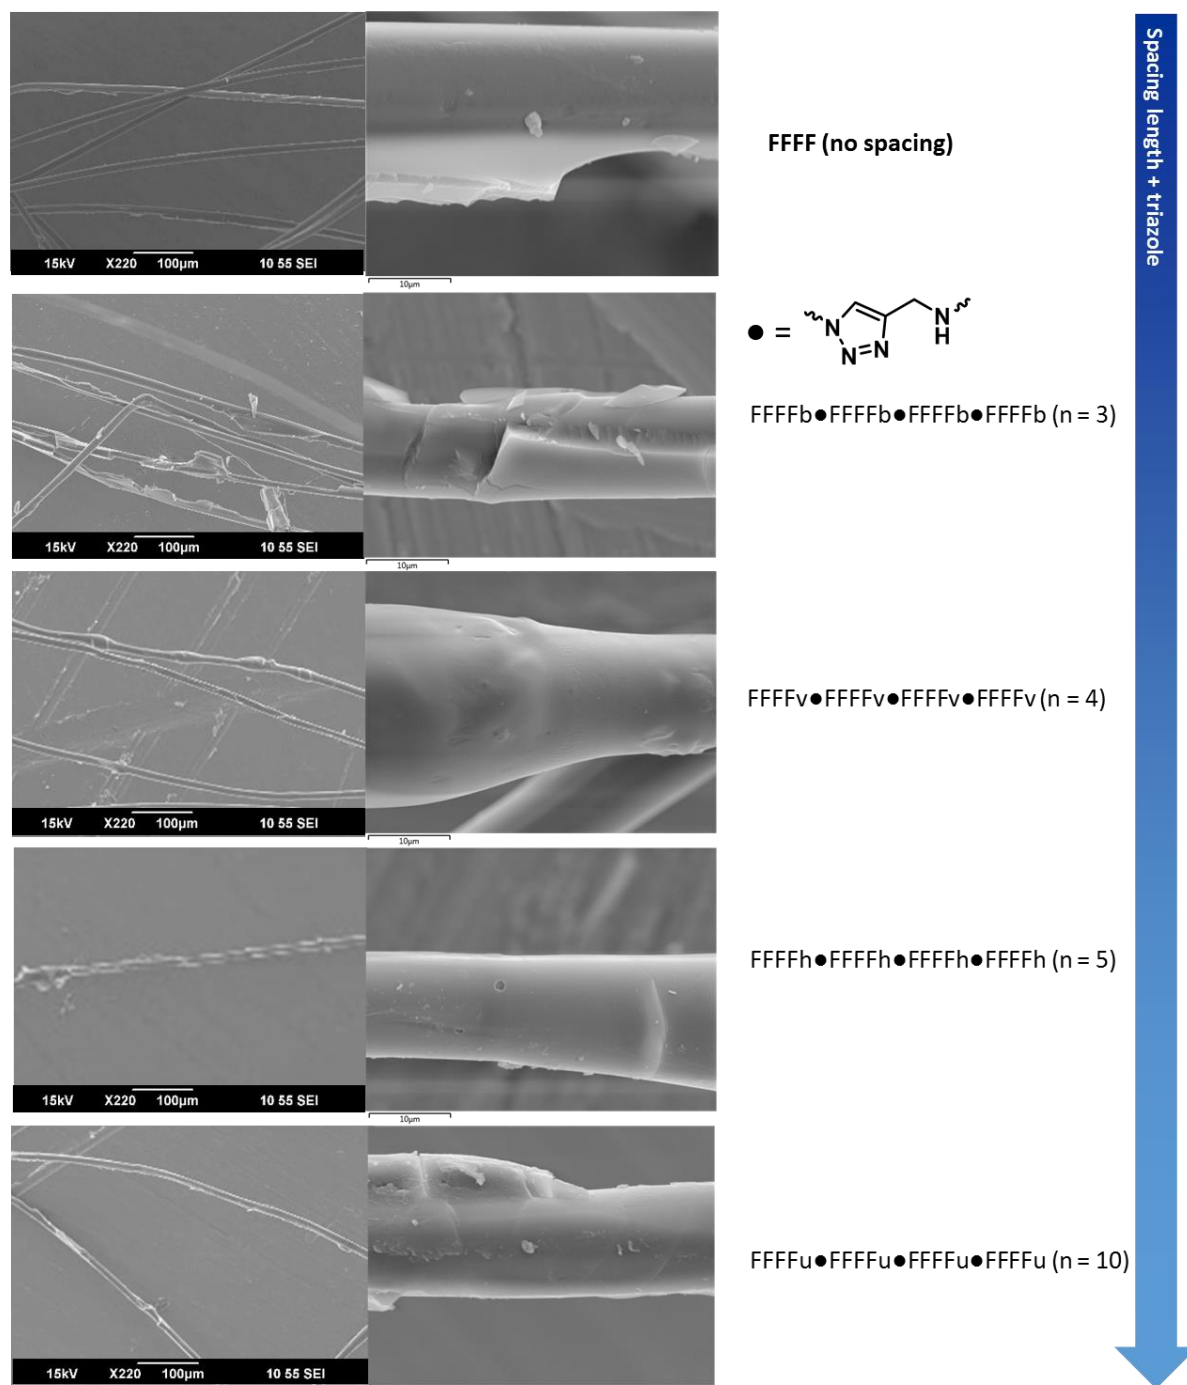 15kV X220 100µm 10 55 SEI
10µm
FFFF (no spacing)
Spacing length + triazole
● =
N
N=N
N
H
15kV X220 100µm 10 55 SEI
10µm
FFFFb●FFFFb●FFFFb●FFFFb (n = 3)
15kV X220 100µm 10 55 SEI
10µm
FFFFv●FFFFv●FFFFv●FFFFv (n = 4)
15kV X220 100µm 10 55 SEI
10µm
FFFFh●FFFFh●FFFFh●FFFFh (n = 5)
15kV X220 100µm 10 55 SEI
FFFFu●FFFFu●FFFFu●FFFFu (n = 10)